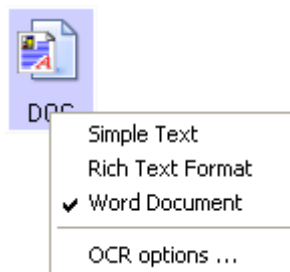 DOC
Simple Text
Rich Text Format
Word Document
OCR options ...